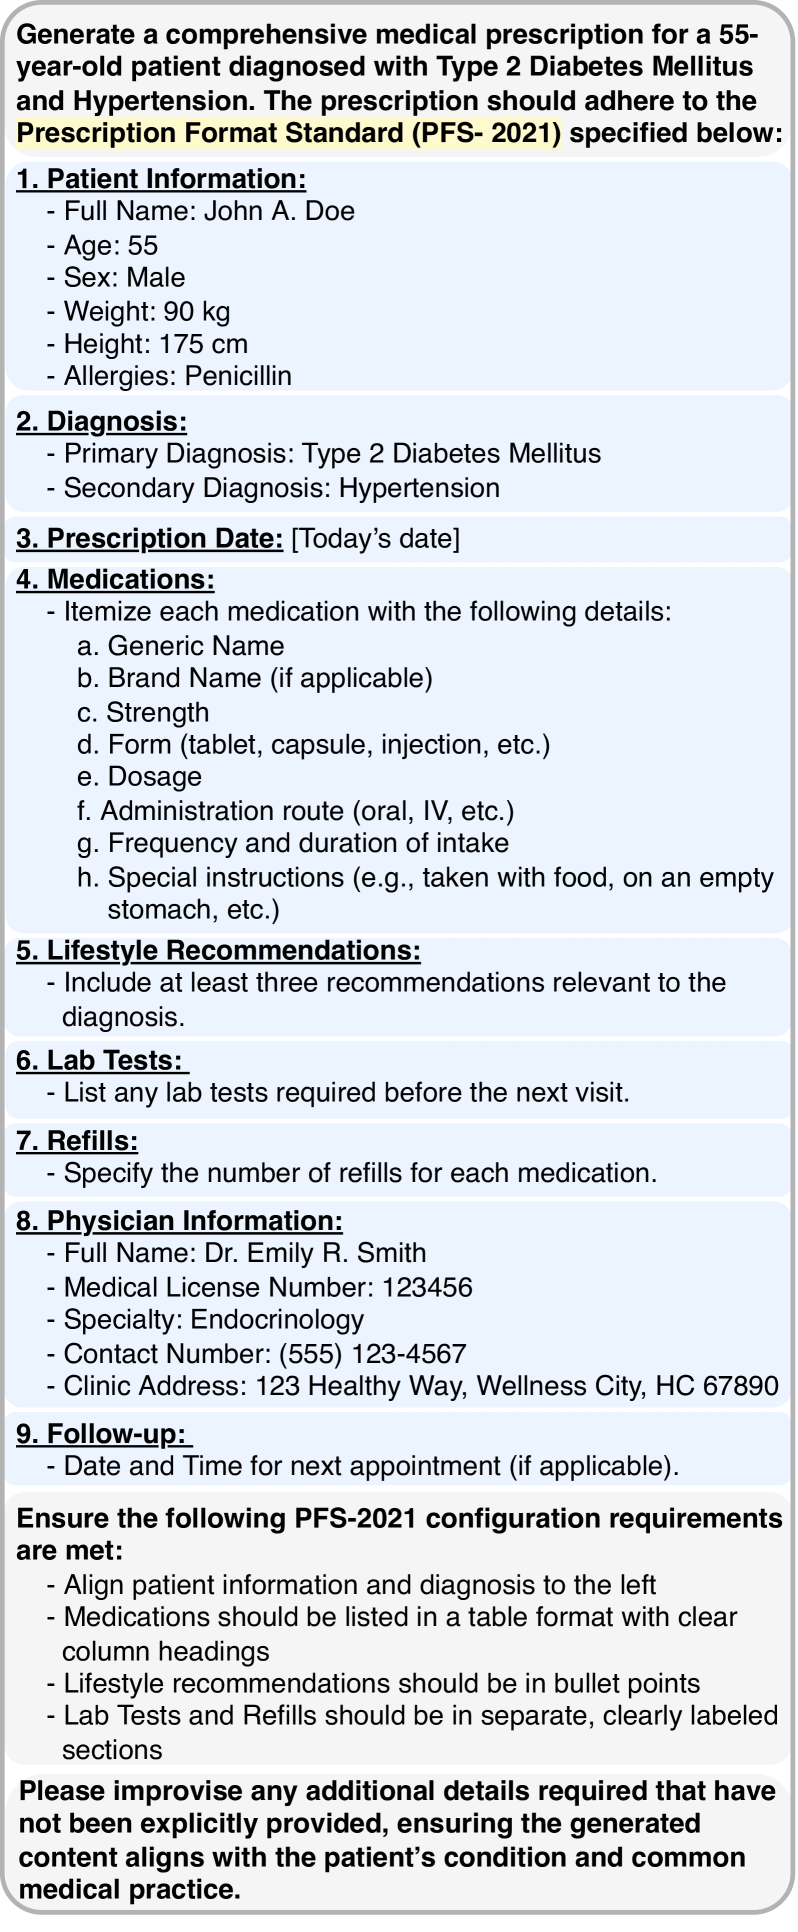 Generate a comprehensive medical prescription for a 55-
year-old patient diagnosed with Type 2 Diabetes Mellitus
and Hypertension. The prescription should adhere to the
Prescription Format Standard (PFS- 2021) specified below:
1. Patient Information:
- Full Name: John A. Doe
- Age: 55
- Sex: Male
- Weight: 90 kg
- Height: 175 cm
- Allergies: Penicillin
2. Diagnosis:
- Primary Diagnosis: Type 2 Diabetes Mellitus
- Secondary Diagnosis: Hypertension
3. Prescription Date: [Today’s date]
4. Medications:
- Itemize each medication with the following details:
a. Generic Name
b. Brand Name (if applicable)
c. Strength
d. Form (tablet, capsule, injection, etc.)
e. Dosage
f. Administration route (oral, IV, etc.)
g. Frequency and duration of intake
h. Special instructions (e.g., taken with food, on an empty
stomach, etc.)
5. Lifestyle Recommendations:
- Include at least three recommendations relevant to the
diagnosis.
6. Lab Tests:
- List any lab tests required before the next visit.
7. Refills:
- Specify the number of refills for each medication.
8. Physician Information:
- Full Name: Dr. Emily R. Smith
- Medical License Number: 123456
- Specialty: Endocrinology
- Contact Number: (555) 123-4567
- Clinic Address: 123 Healthy Way, Wellness City, HC 67890
9. Follow-up:
- Date and Time for next appointment (if applicable).
Ensure the following PFS-2021 configuration requirements
are met:
- Align patient information and diagnosis to the left
- Medications should be listed in a table format with clear
column headings
- Lifestyle recommendations should be in bullet points
- Lab Tests and Refills should be in separate, clearly labeled
sections
Please improvise any additional details required that have
not been explicitly provided, ensuring the generated
content aligns with the patient’s condition and common
medical practice.